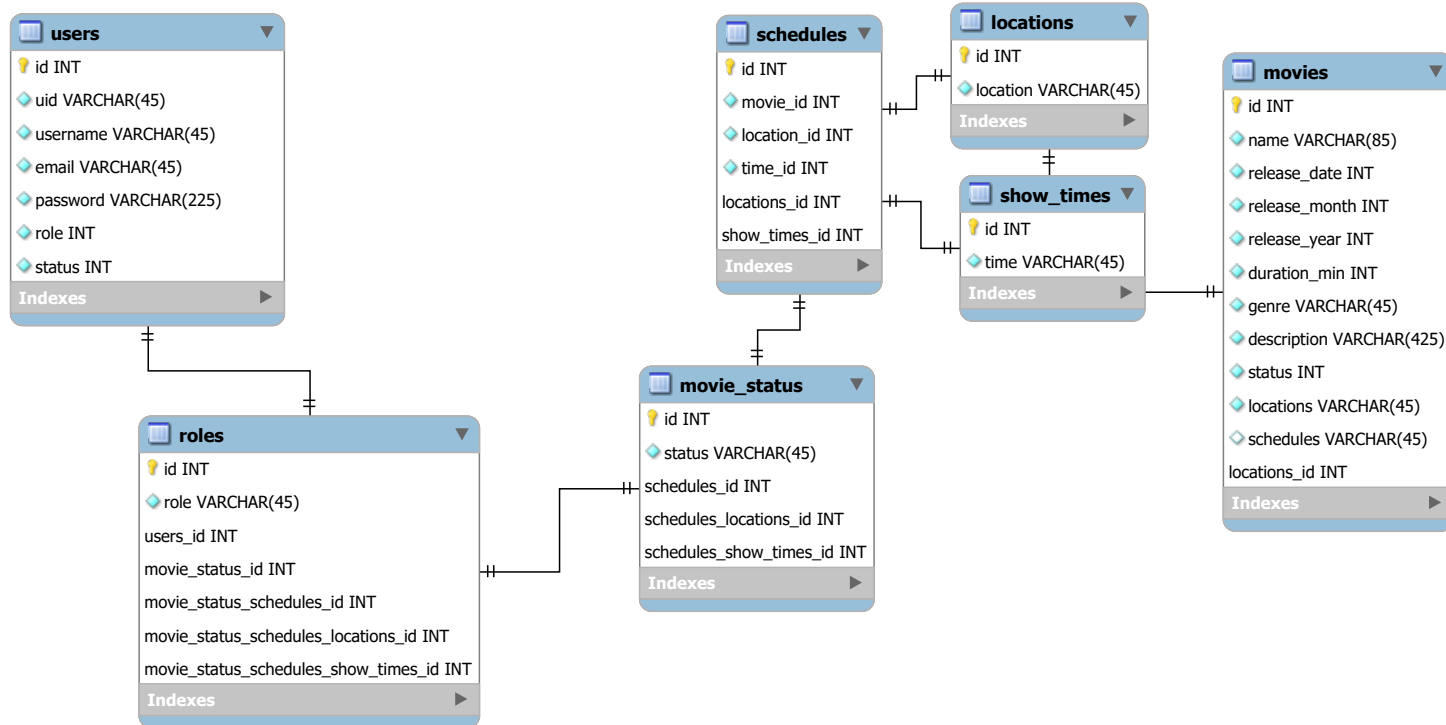 users
id INT
uid VARCHAR(45)
username VARCHAR(45)
email VARCHAR(45)
password VARCHAR(225)
role INT
status INT
Indexes
roles
id INT
role VARCHAR(45)
users_id INT
movie_status_id INT
movie_status_schedules_id INT
movie_status_schedules_locations_id INT
movie_status_schedules_show_times_id INT
Indexes
movie_status
id INT
status VARCHAR(45)
schedules_id INT
schedules_locations_id INT
schedules_show_times_id INT
Indexes
schedules
id INT
movie_id INT
location_id INT
time_id INT
locations_id INT
show_times_id INT
Indexes
locations
id INT
location VARCHAR(45)
Indexes
show_times
id INT
time VARCHAR(45)
Indexes
movies
id INT
name VARCHAR(85)
release_date INT
release_month INT
release_year INT
duration_min INT
genre VARCHAR(45)
description VARCHAR(425)
status INT
locations VARCHAR(45)
schedules VARCHAR(45)
locations_id INT
Indexes